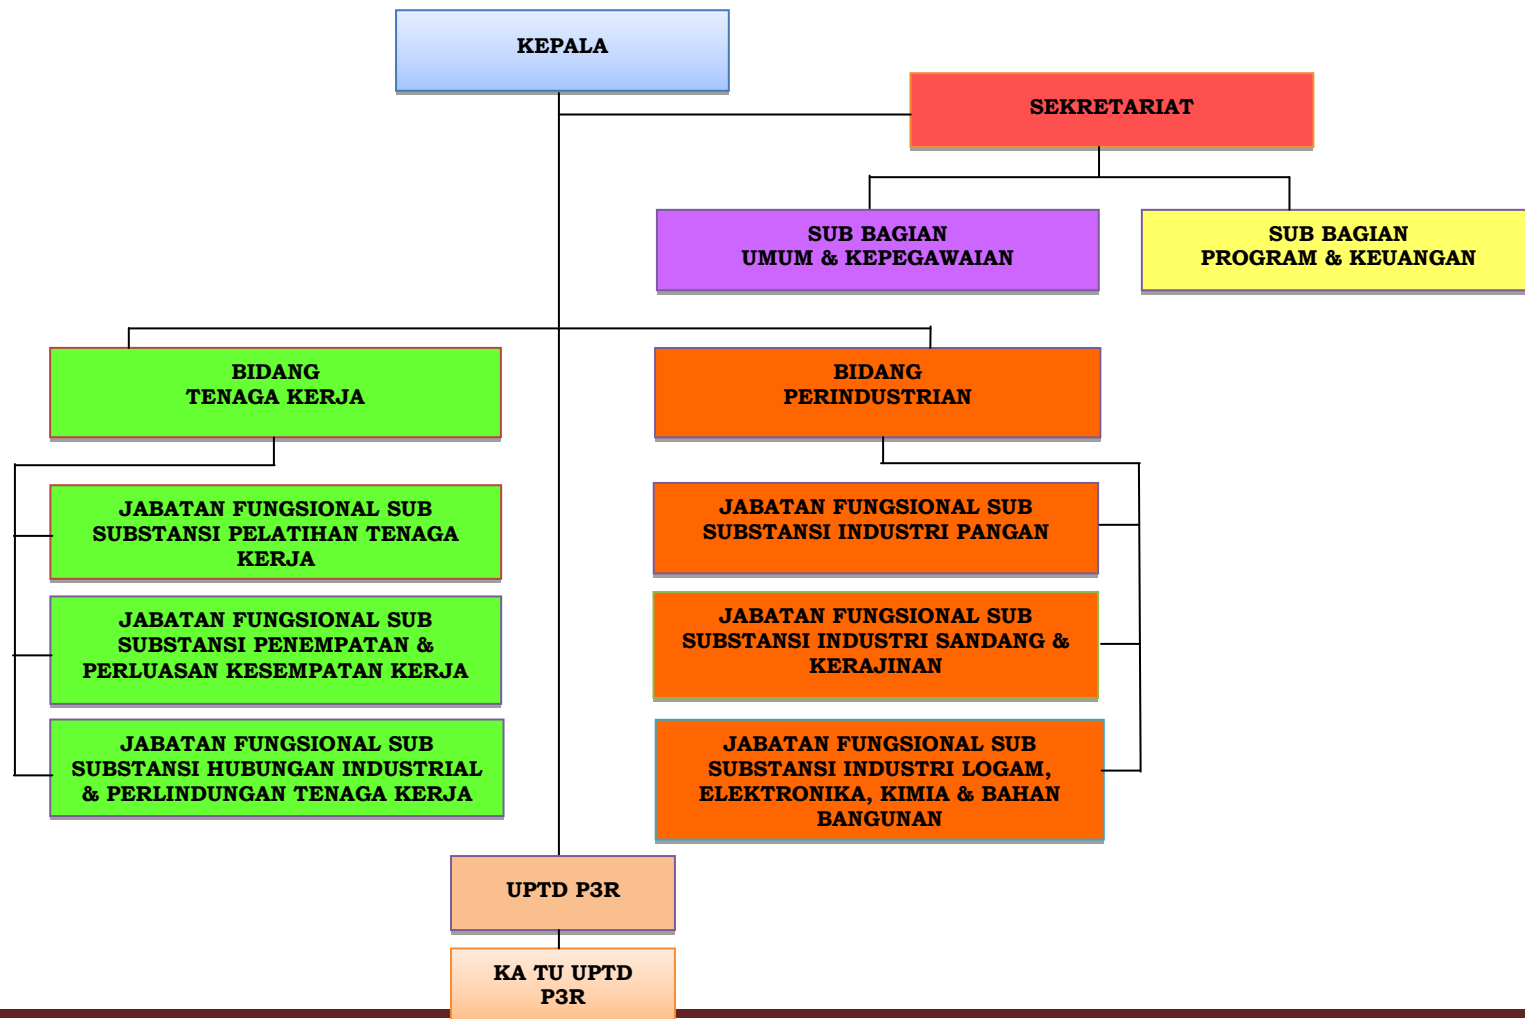 KEPALA
SEKRETARIAT
SUB BAGIAN
UMUM & KEPEGAWAIAN
SUB BAGIAN
PROGRAM & KEUANGAN
BIDANG
TENAGA KERJA
BIDANG
PERINDUSTRIAN
JABATAN FUNGSIONAL SUB
SUBSTANSI PELATIHAN TENAGA
KERJA
JABATAN FUNGSIONAL SUB
SUBSTANSI PENEMPATAN &
PERLUASAN KESEMPATAN KERJA
JABATAN FUNGSIONAL SUB
SUBSTANSI HUBUNGAN INDUSTRIAL
& PERLINDUNGAN TENAGA KERJA
JABATAN FUNGSIONAL SUB
SUBSTANSI INDUSTRI PANGAN
JABATAN FUNGSIONAL SUB
SUBSTANSI INDUSTRI SANDANG &
KERAJINAN
JABATAN FUNGSIONAL SUB
SUBSTANSI INDUSTRI LOGAM,
ELEKTRONIKA, KIMIA & BAHAN
BANGUNAN
UPTD P3R
KA TU UPTD
P3R